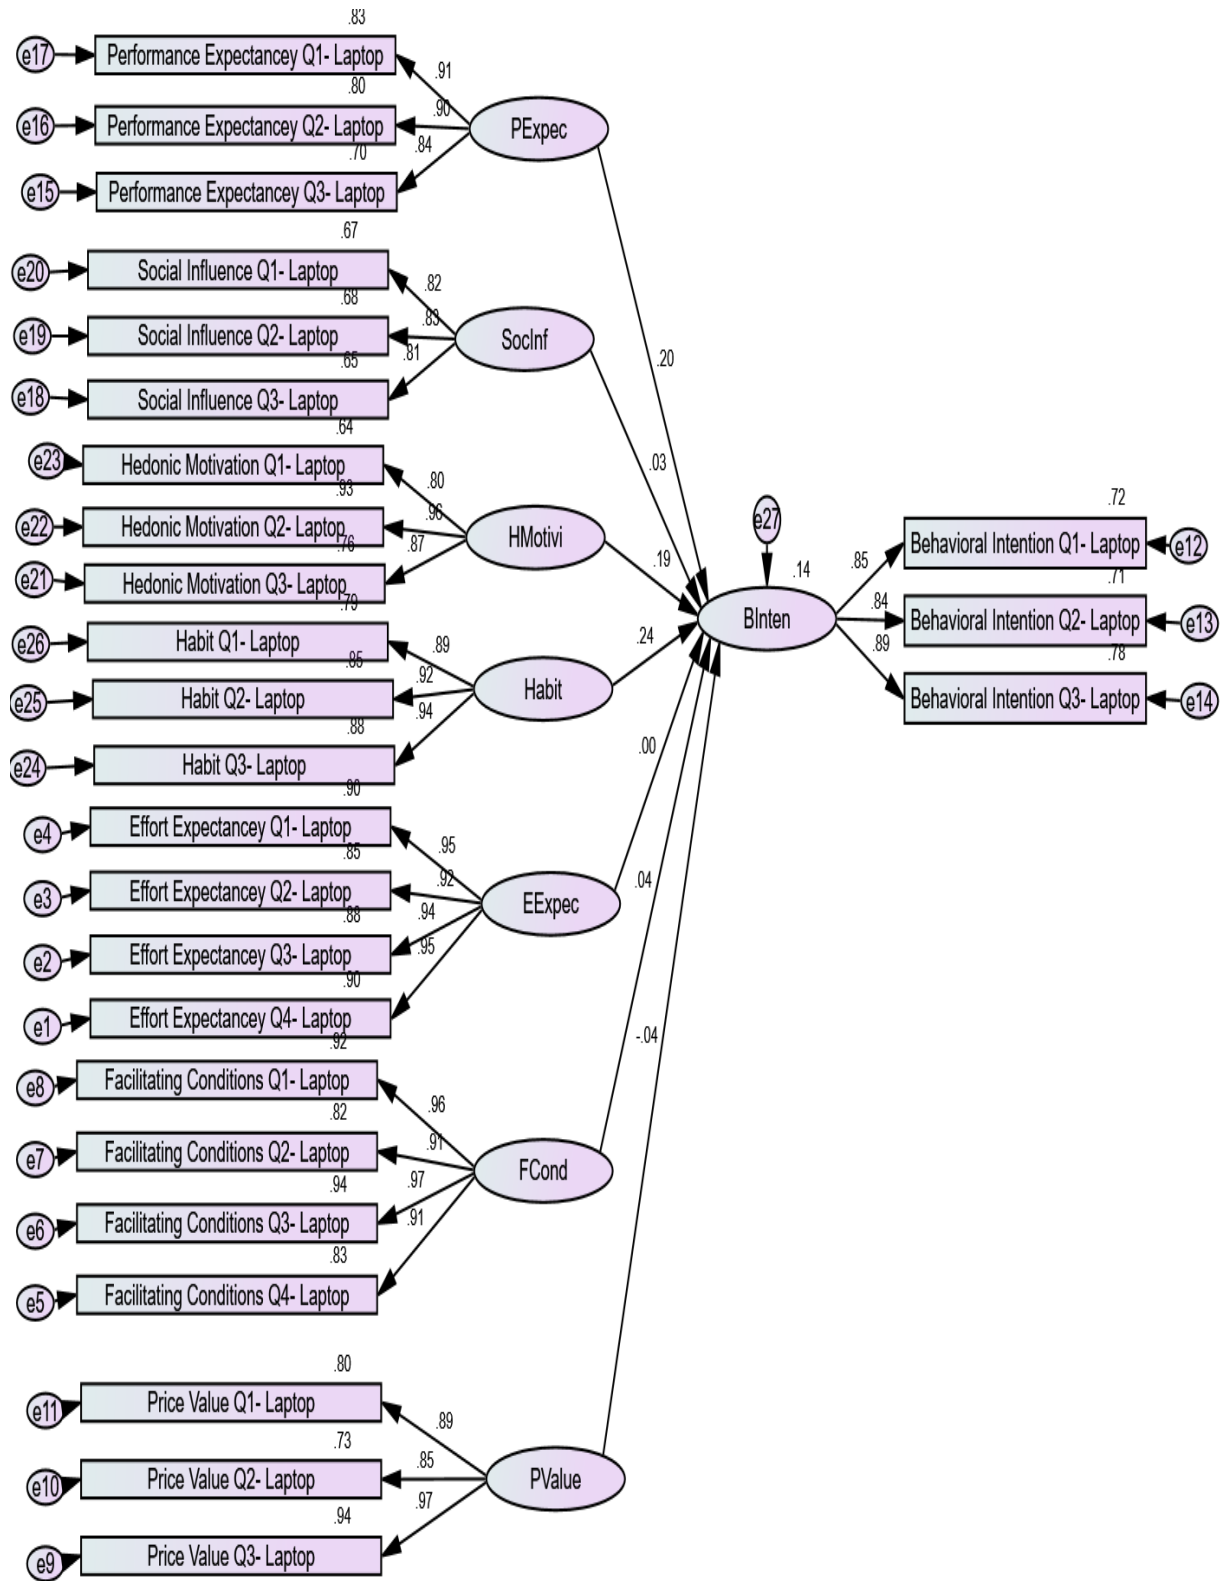 .83
e17 Performance Expectancey Q1- Laptop
.91
.80
e16 Performance Expectancey Q2- Laptop
.90
PExpec
.70
.84
e15 Performance Expectancey Q3- Laptop
.67
e20 Social Influence Q1- Laptop
.82
.68
e19 Social Influence Q2- Laptop
.83
SocInf
.65
.81
e18 Social Influence Q3- Laptop
.64
e23 Hedonic Motivation Q1- Laptop
.80
.93
e22 Hedonic Motivation Q2- Laptop
.96
HMotivi
.76
.87
e21 Hedonic Motivation Q3- Laptop
.79
e26 Habit Q1- Laptop
.89
.85
e25 Habit Q2- Laptop
.92
Habit
.88
.94
e24 Habit Q3- Laptop
.90
e4 Effort Expectancey Q1- Laptop
.95
.85
e3 Effort Expectancey Q2- Laptop
.92
EExpec
.88
.94
e2 Effort Expectancey Q3- Laptop
.95
.90
e1 Effort Expectancey Q4- Laptop
.92
e8 Facilitating Conditions Q1- Laptop
.96
.82
e7 Facilitating Conditions Q2- Laptop
.91
FCond
.94
.97
e6 Facilitating Conditions Q3- Laptop
.91
.83
e5 Facilitating Conditions Q4- Laptop
.80
e11 Price Value Q1- Laptop
.89
.73
e10 Price Value Q2- Laptop
.85
PValue
.94
.97
e9 Price Value Q3- Laptop
.20
.03
.19
.24
.00
.04
-.04
e27
.14
BInten
.72
.85
Behavioral Intention Q1- Laptop e12
.71
.84
Behavioral Intention Q2- Laptop e13
.78
.89
Behavioral Intention Q3- Laptop e14